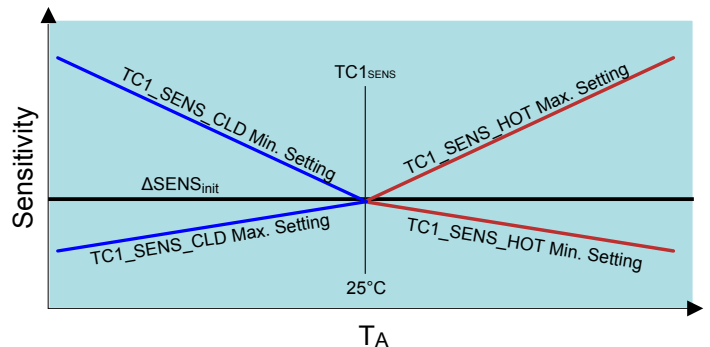 TC1SENS
TC1_SENS_CLD Min. Setting
TC1_SENS_HOT Max. Setting
Sensitivity
ΔSENSinit
TC1_SENS_CLD Max. Setting
TC1_SENS_HOT Min. Setting
25°C
TA